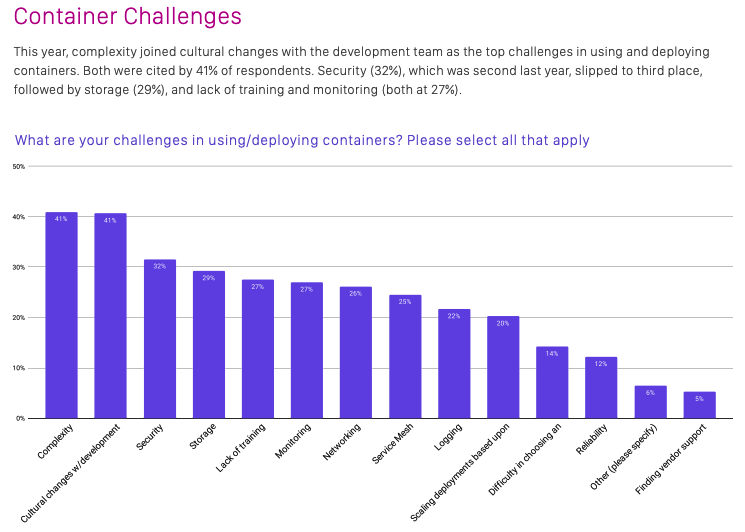 Container Challenges
This year, complexity joined cultural changes with the development team as the top challenges in using and deploying
containers. Both were cited by 41% of respondents. Security (32%), which was second last year, slipped to third place,
followed by storage (29%), and lack of training and monitoring (both at 27%).
What are your challenges in using/deploying containers? Please select all that apply
50%
40%
30%
20%
10%
0%
41%
41%
32%
29%
27%
27%
26%
25%
22%
20%
14%
12%
6%
5%
Complexity
Cultural changes w/development
Security
Storage
Lack of training
Monitoring
Networking
Service Mesh
Logging
Scaling deployments based upon
Difficulty in choosing an
Reliability
Other (please specify)
Finding vendor support